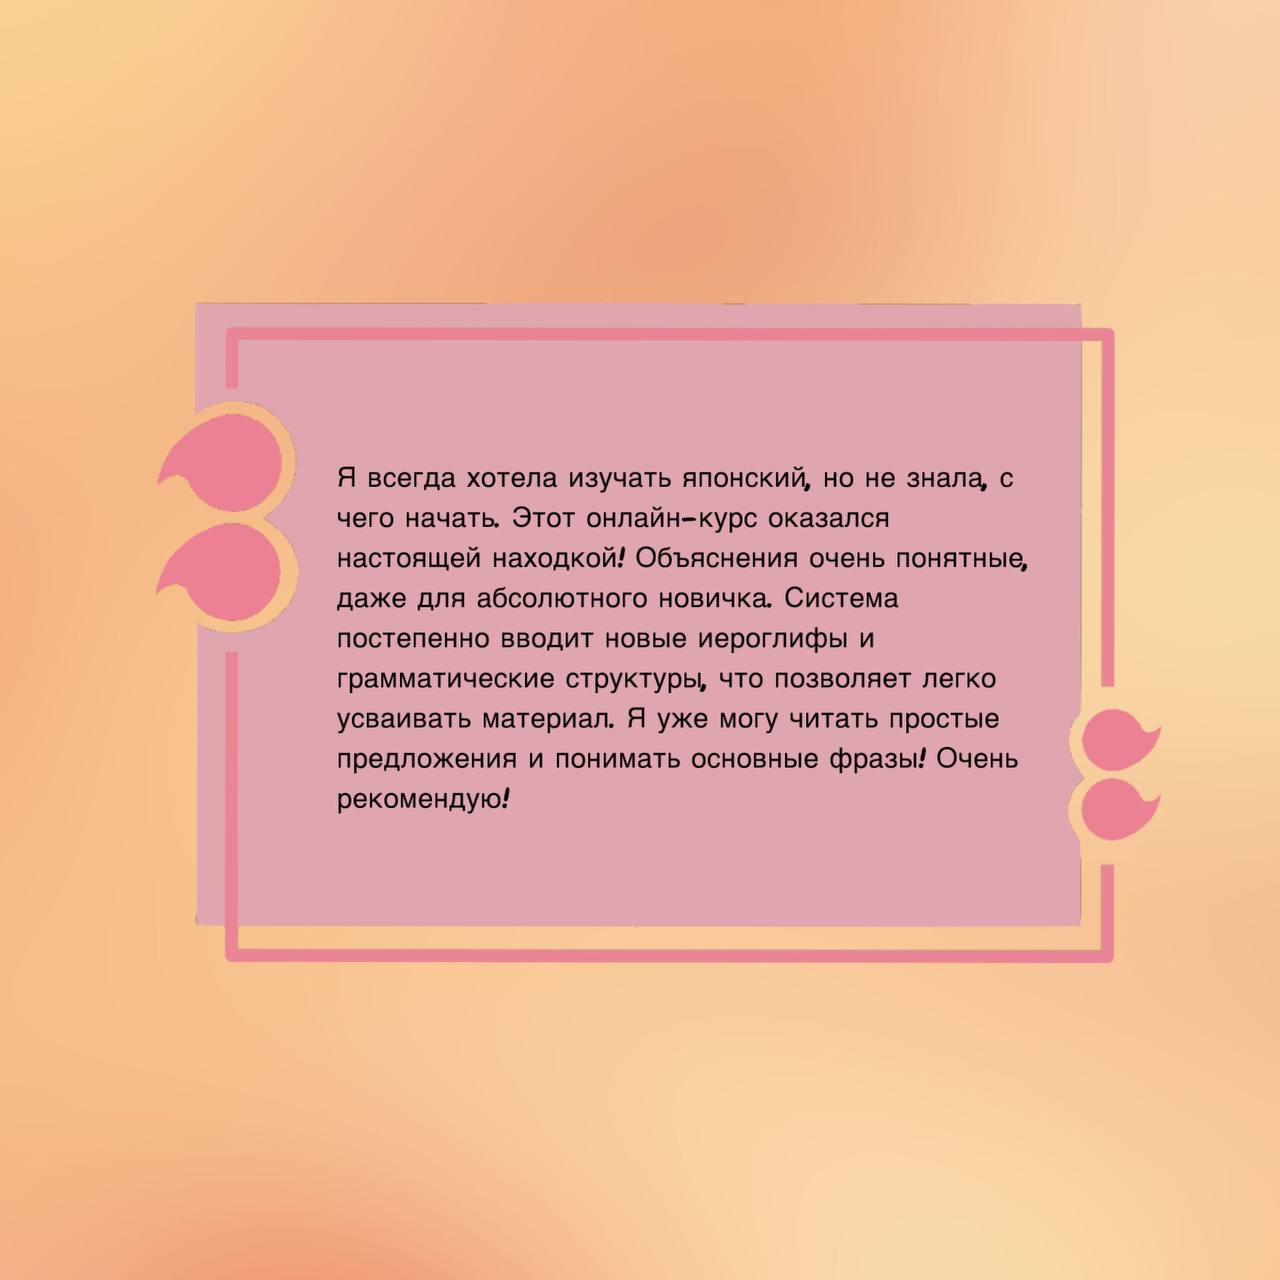 Я всегда хотела изучать японский, но не знала, с
чего начать. Этот онлайн-курс оказался
настоящей находкой! Объяснения очень понятные,
даже для абсолютного новичка. Система
постепенно вводит новые иероглифы и
грамматические структуры, что позволяет легко
усваивать материал. Я уже могу читать простые
предложения и понимать основные фразы! Очень
рекомендую!